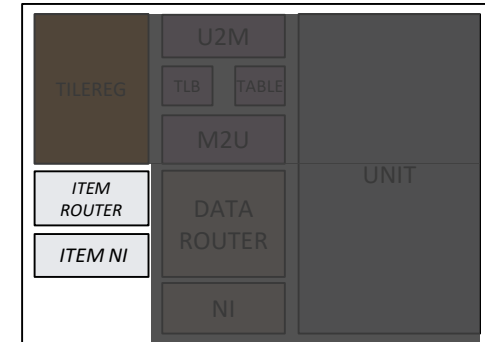 U2M
TILEREG
TLB
TABLE
M2U
UNIT
ITEM
ROUTER
DATA
ROUTER
ITEM NI
NI